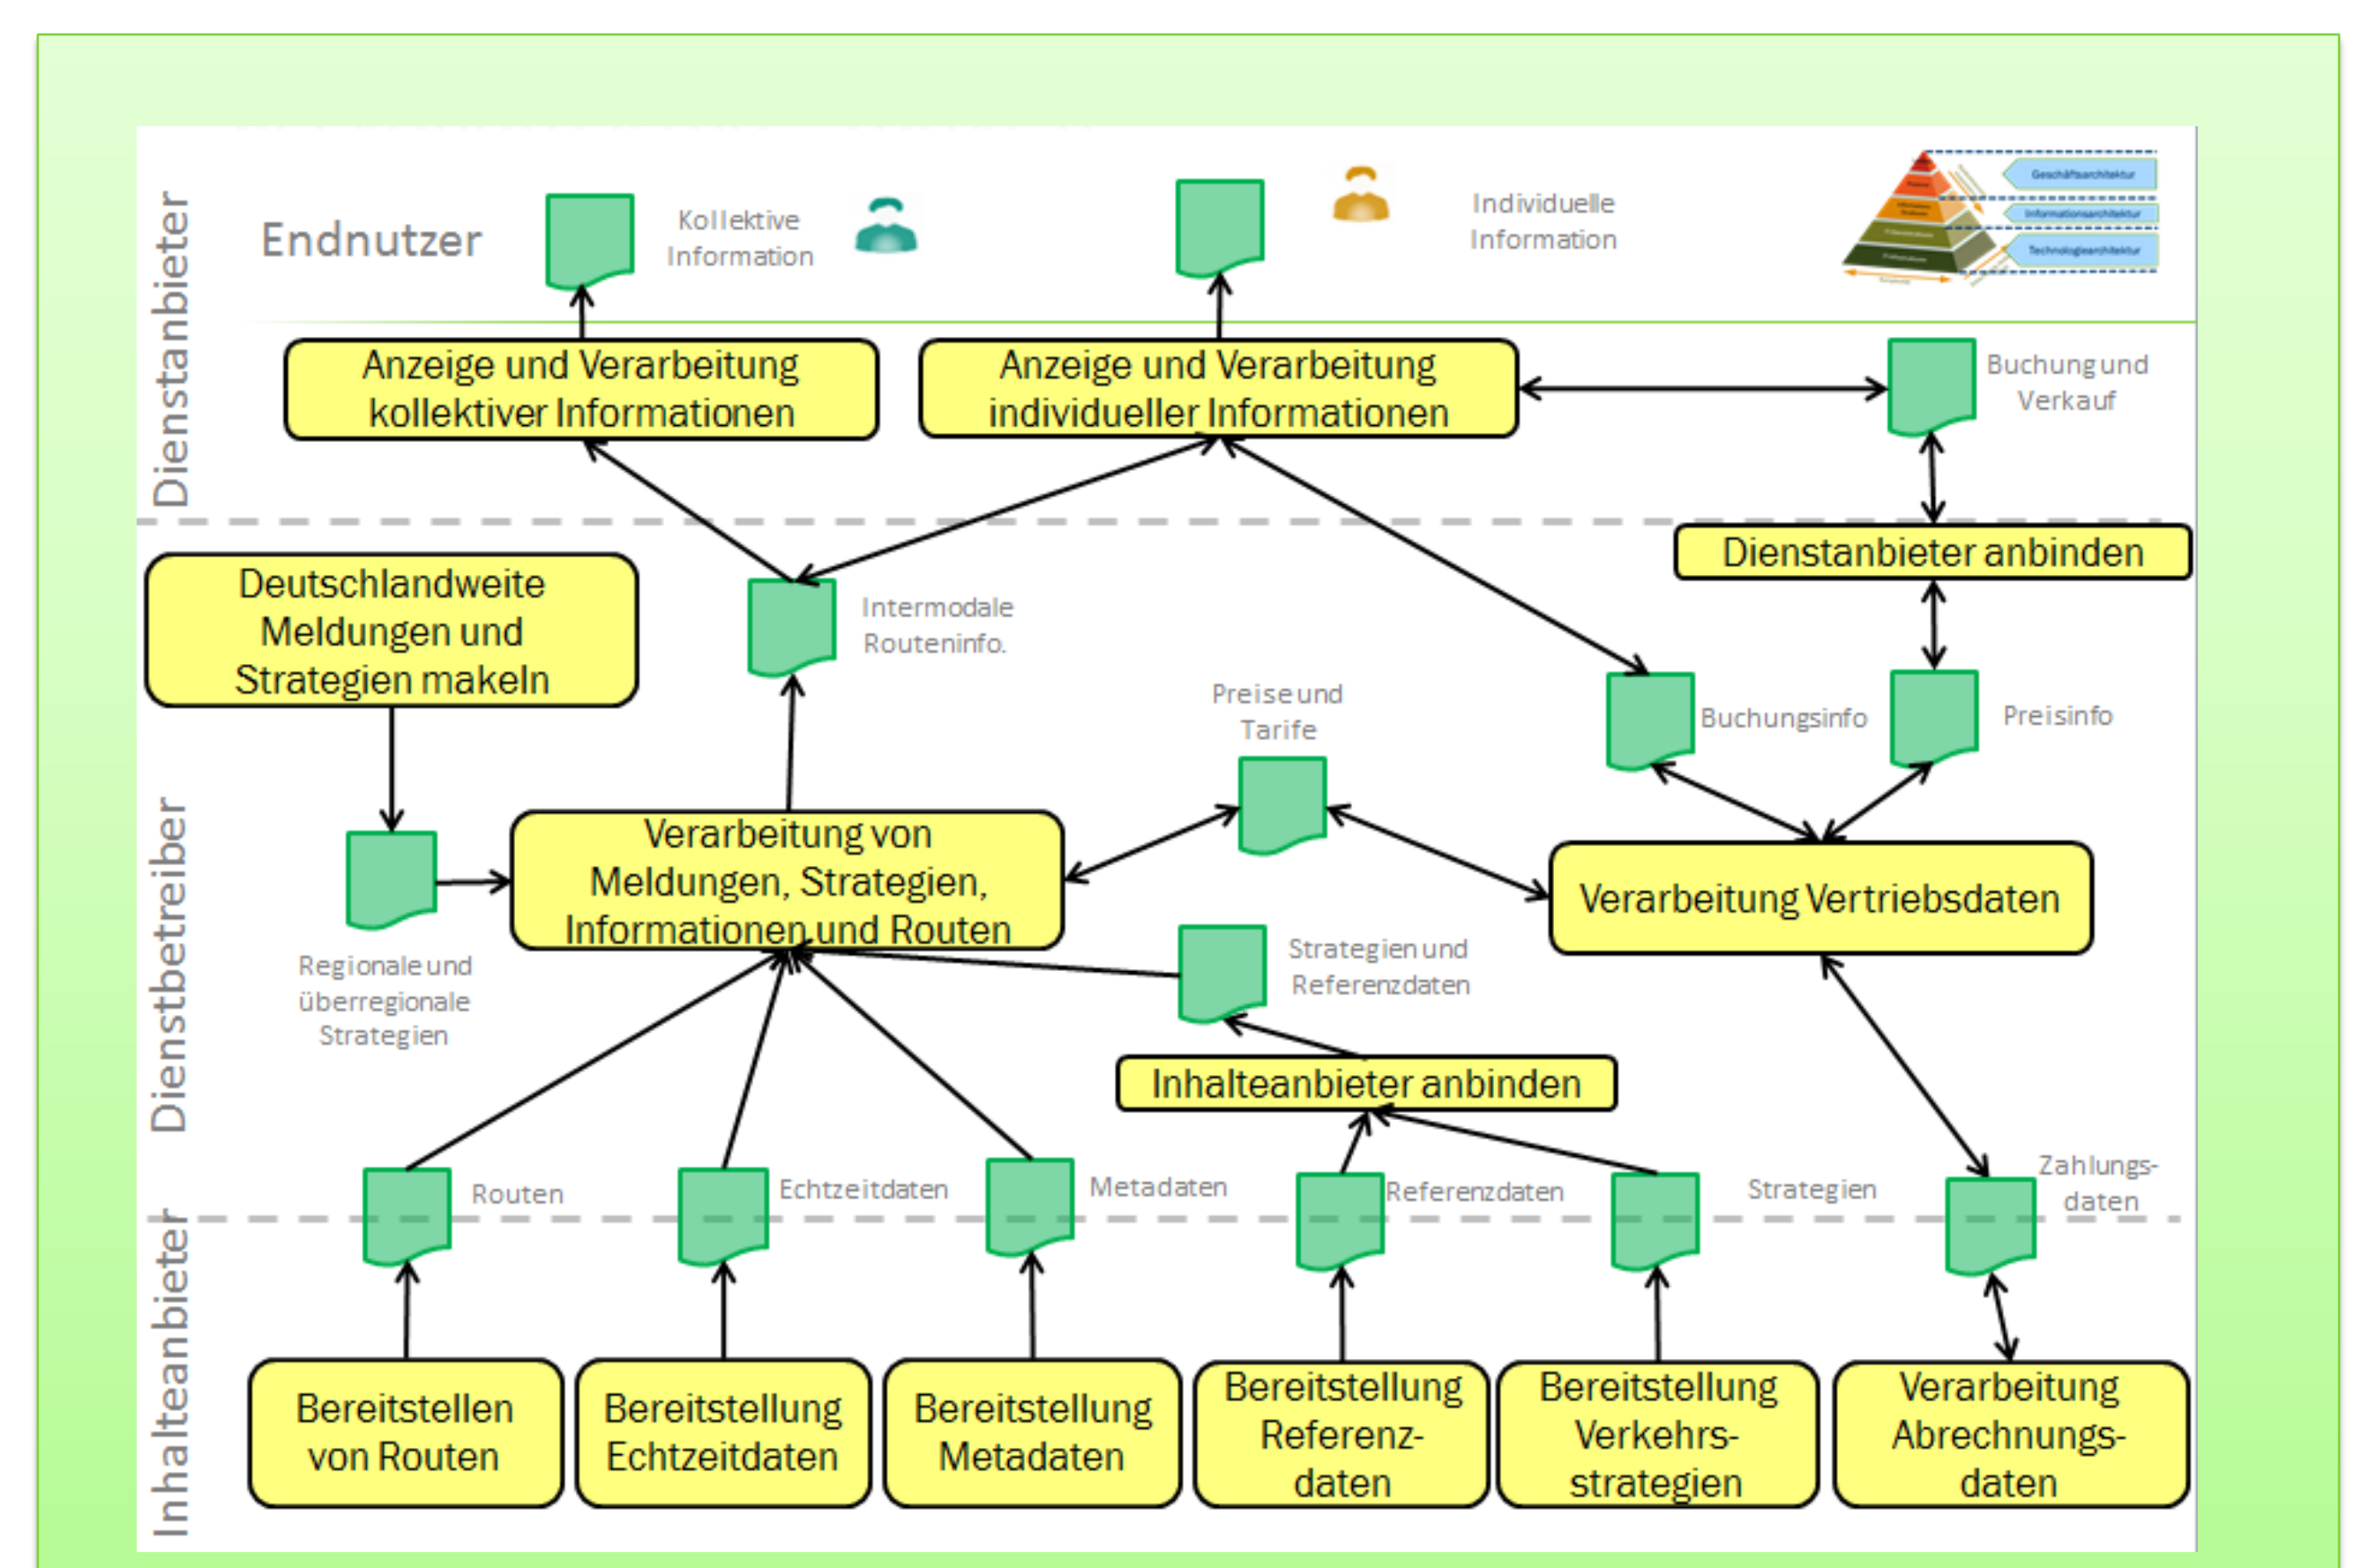 Dienstanbieter
Endnutzer
Kollektive
Information
Individuelle
Information
Geschäftsarchitektur
Informationsarchitektur
Technologiearchitektur
Anzeige und Verarbeitung
kollektiver Informationen
Anzeige und Verarbeitung
individueller Informationen
Buchung und
Verkauf
Dienstbetreiber
Deutschlandweite
Meldungen und
Strategien makeln
Intermodale
Routeninfo.
Dienstanbieter anbinden
Preise und
Tarife
Buchungsinfo
Preisinfo
Verarbeitung von
Meldungen, Strategien,
Informationen und Routen
Verarbeitung Vertriebsdaten
Regionale und
überregionale
Strategien
Strategien und
Referenzdaten
Inhalteanbieter anbinden
Routen
Echtzeitdaten
Metadaten
Referenzdaten
Strategien
Zahlungs-
daten
Inhalteanbieter
Bereitstellen
von Routen
Bereitstellung
Echtzeitdaten
Bereitstellung
Metadaten
Bereitstellung
Referenz-
daten
Bereitstellung
Verkehrs-
strategien
Verarbeitung
Abrechnungs-
daten